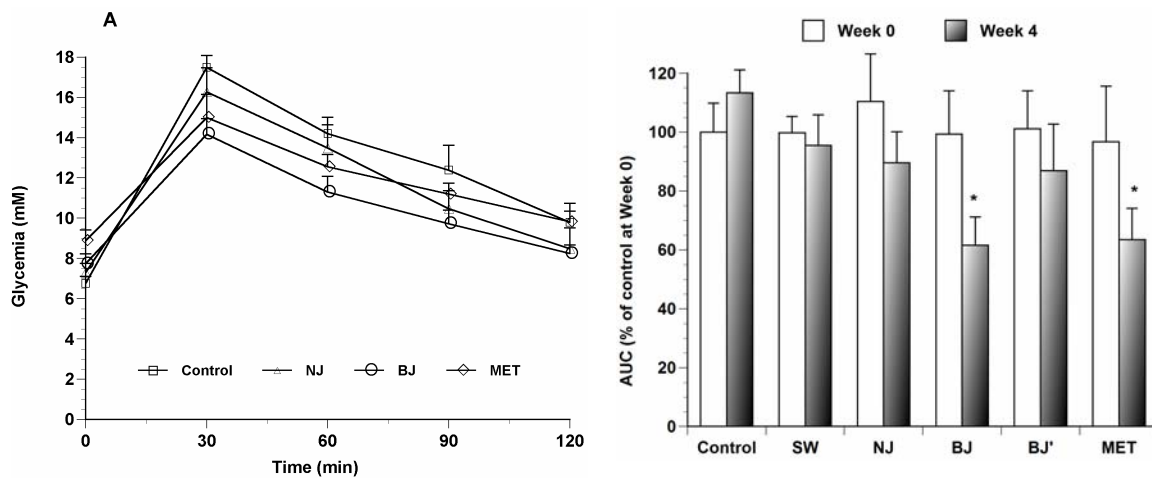 A
18
16
14
12
10
8
6
4
2
0
Glycemia (mM)
Control NJ BJ MET
0 30 60 90 120
Time (min)
Week 0 Week 4
120
100
80
60
40
20
0
AUC (% of control at Week 0)
* *
Control SW NJ BJ BJ' MET